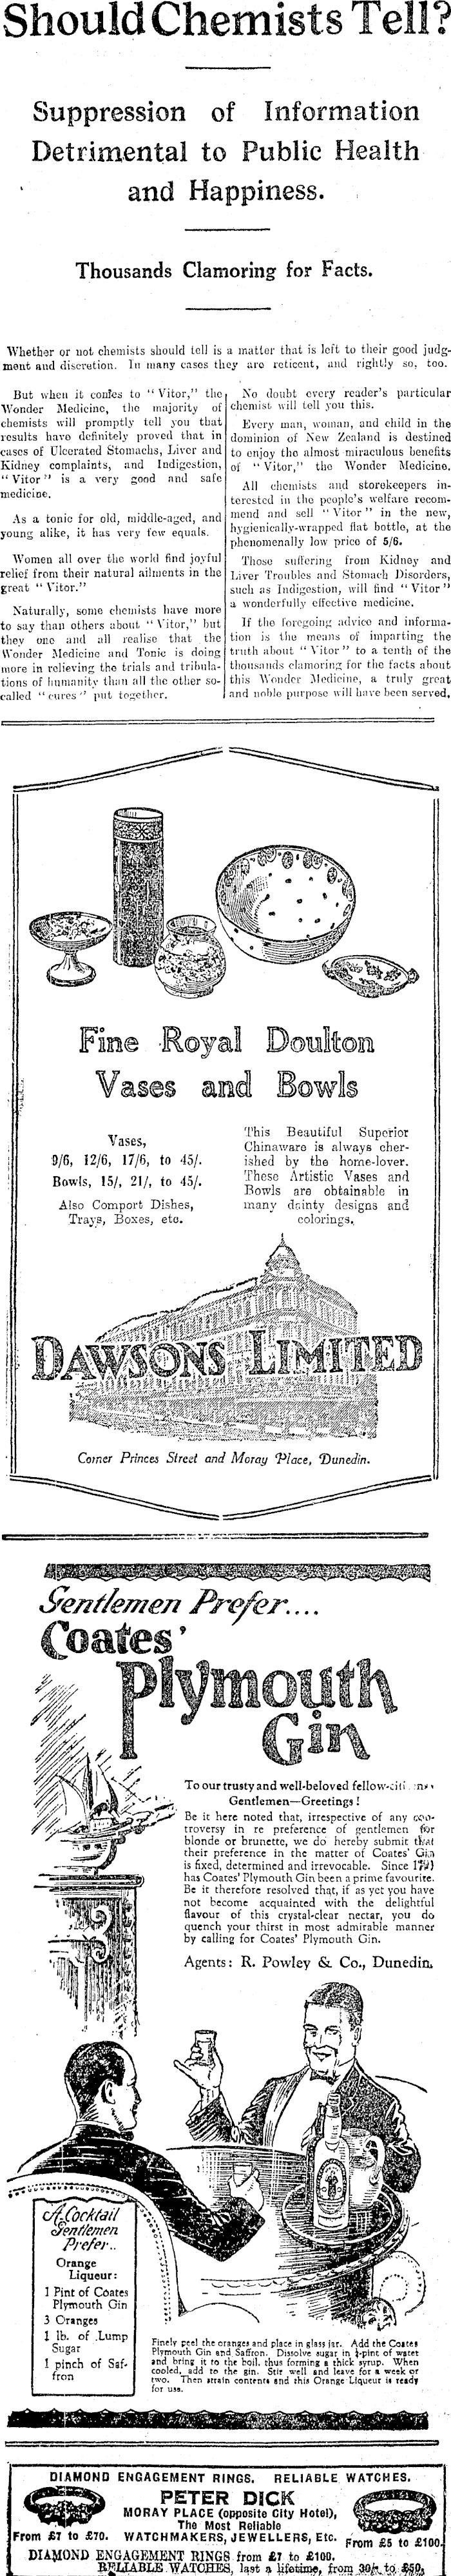 Should Chemists Tell?
Suppression of Information
Detrimental to Public Health
and Happiness.
Thousands Clamoring for Facts.
Whether or not chemists should tell is a matter that is left to their good judg-
ment and discretion. In many cases they are reticent, and rightly so, too.
But when it comes to "Vitor," the
Wonder Medicine, the majority of
chemists will promptly tell you that
results have definitely proved that in
cases of Ulcerated Stomachs, Liver and
Kidney complaints, and Indigestion,
"Vitor" is a very good and safe
medicine.
As a tonic for old, middle-aged, and
young alike, it has very few equals.
Women all over the world find joyful
relief from their natural ailments in the
great "Vitor."
Naturally, some chemists have more
to say than others about "Vitor," but
they one and all realise that the
Wonder Medicine and Tonic is doing
more in relieving the trials and tribula-
tions of humanity than all the other so-
called "cures" put together.
No doubt every reader's particular
chemist will tell you this.
Every man, woman, and child in the
dominion of New Zealand is destined
to enjoy the almost miraculous benefits
of "Vitor," the Wonder Medicine.
All chemists and storekeepers in-
terested in the people's welfare recom-
mend and sell "Vitor" in the new,
hygienically-wrapped flat bottle, at the
phenomenally low price of 5/6.
Those suffering from Kidney and
Liver Troubles and Stomach Disorders,
such as Indigestion, will find "Vitor"
a wonderfully effective medicine.
If the foregoing advice and informa-
tion is the means of imparting the
truth about "Vitor" to a tenth of the
thousands clamoring for the facts about
this Wonder Medicine, a truly great
and noble purpose will have been served.
Fine Royal Doulton
Vases and Bowls
Vases,
9/6, 12/6, 17/6, to 45/.
Bowls, 15/, 21/, to 45/.
Also Comport Dishes,
Trays, Boxes, etc.
This Beautiful Superior
Chinaware is always cher-
ished by the home-lover.
These Artistic Vases and
Bowls are obtainable in
many dainty designs and
colorings.
DAWSONS LIMITED
Corner Princes Street and Moray Place, Dunedin.
Gentlemen Prefer....
Coates'
Plymouth
Gin
To our trusty and well-beloved fellow-citizens
Gentlemen—Greetings!
Be it here noted that, irrespective of any con-
troversy in re preference of gentlemen for
blonde or brunette, we do hereby submit that
their preference in the matter of Coates' Gin
is fixed, determined and irrevocable. Since
has Coates' Plymouth Gin been a prime favourite.
Be it therefore resolved that, if as yet you have
not become acquainted with the delightful
flavour of this crystal-clear nectar, you do
quench your thirst in most admirable manner
by calling for Coates' Plymouth Gin.
Agents: R. Powley & Co., Dunedin.
A Cocktail
Gentlemen
Prefer..
Orange
Liqueur:
1 Pint of Coates
Plymouth Gin
3 Oranges
1 lb. of Lump
Sugar
1 pinch of Saf-
fron
Finely peel the oranges and place in glass jar. Add the Coates
Plymouth Gin and Saffron. Dissolve sugar in ½-pint of water
and bring it to the boil, thus forming a thick syrup. When
cooled, add to the gin. Stir well and leave for a week or
two. Then strain contents and this Orange Liqueur is ready
for use.
DIAMOND ENGAGEMENT RINGS. RELIABLE WATCHES.
PETER DICK
MORAY PLACE (opposite City Hotel),
The Most Reliable
WATCHMAKERS, JEWELLERS, Etc.
From £7 to £70.
From £5 to £100.
DIAMOND ENGAGEMENT RINGS from £7 to £100.
RELIABLE WATCHES, last a lifetime, from 30/- to £50.